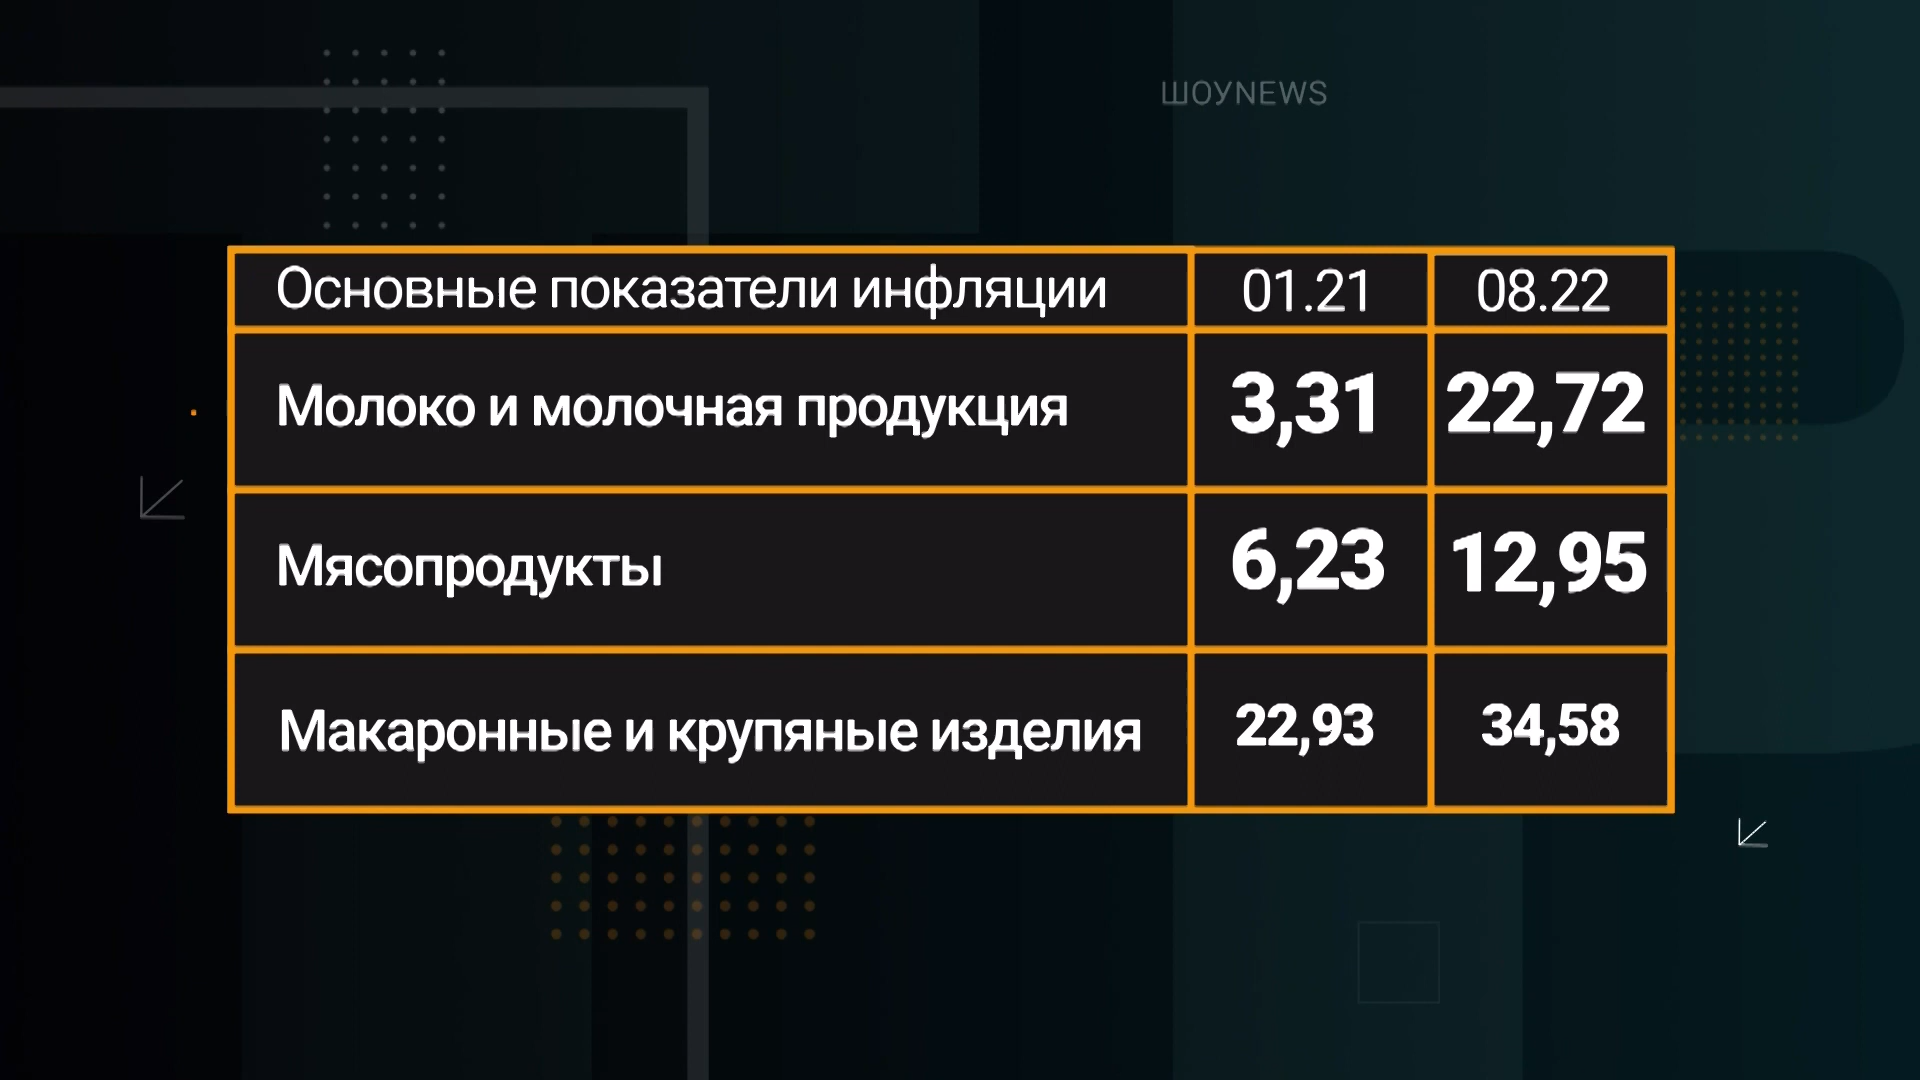 ШОУNEWS
Основные показатели инфляции 01.21 08.22
Молоко и молочная продукция 3,31 22,72
Мясопродукты 6,23 12,95
Макаронные и крупяные изделия 22,93 34,58